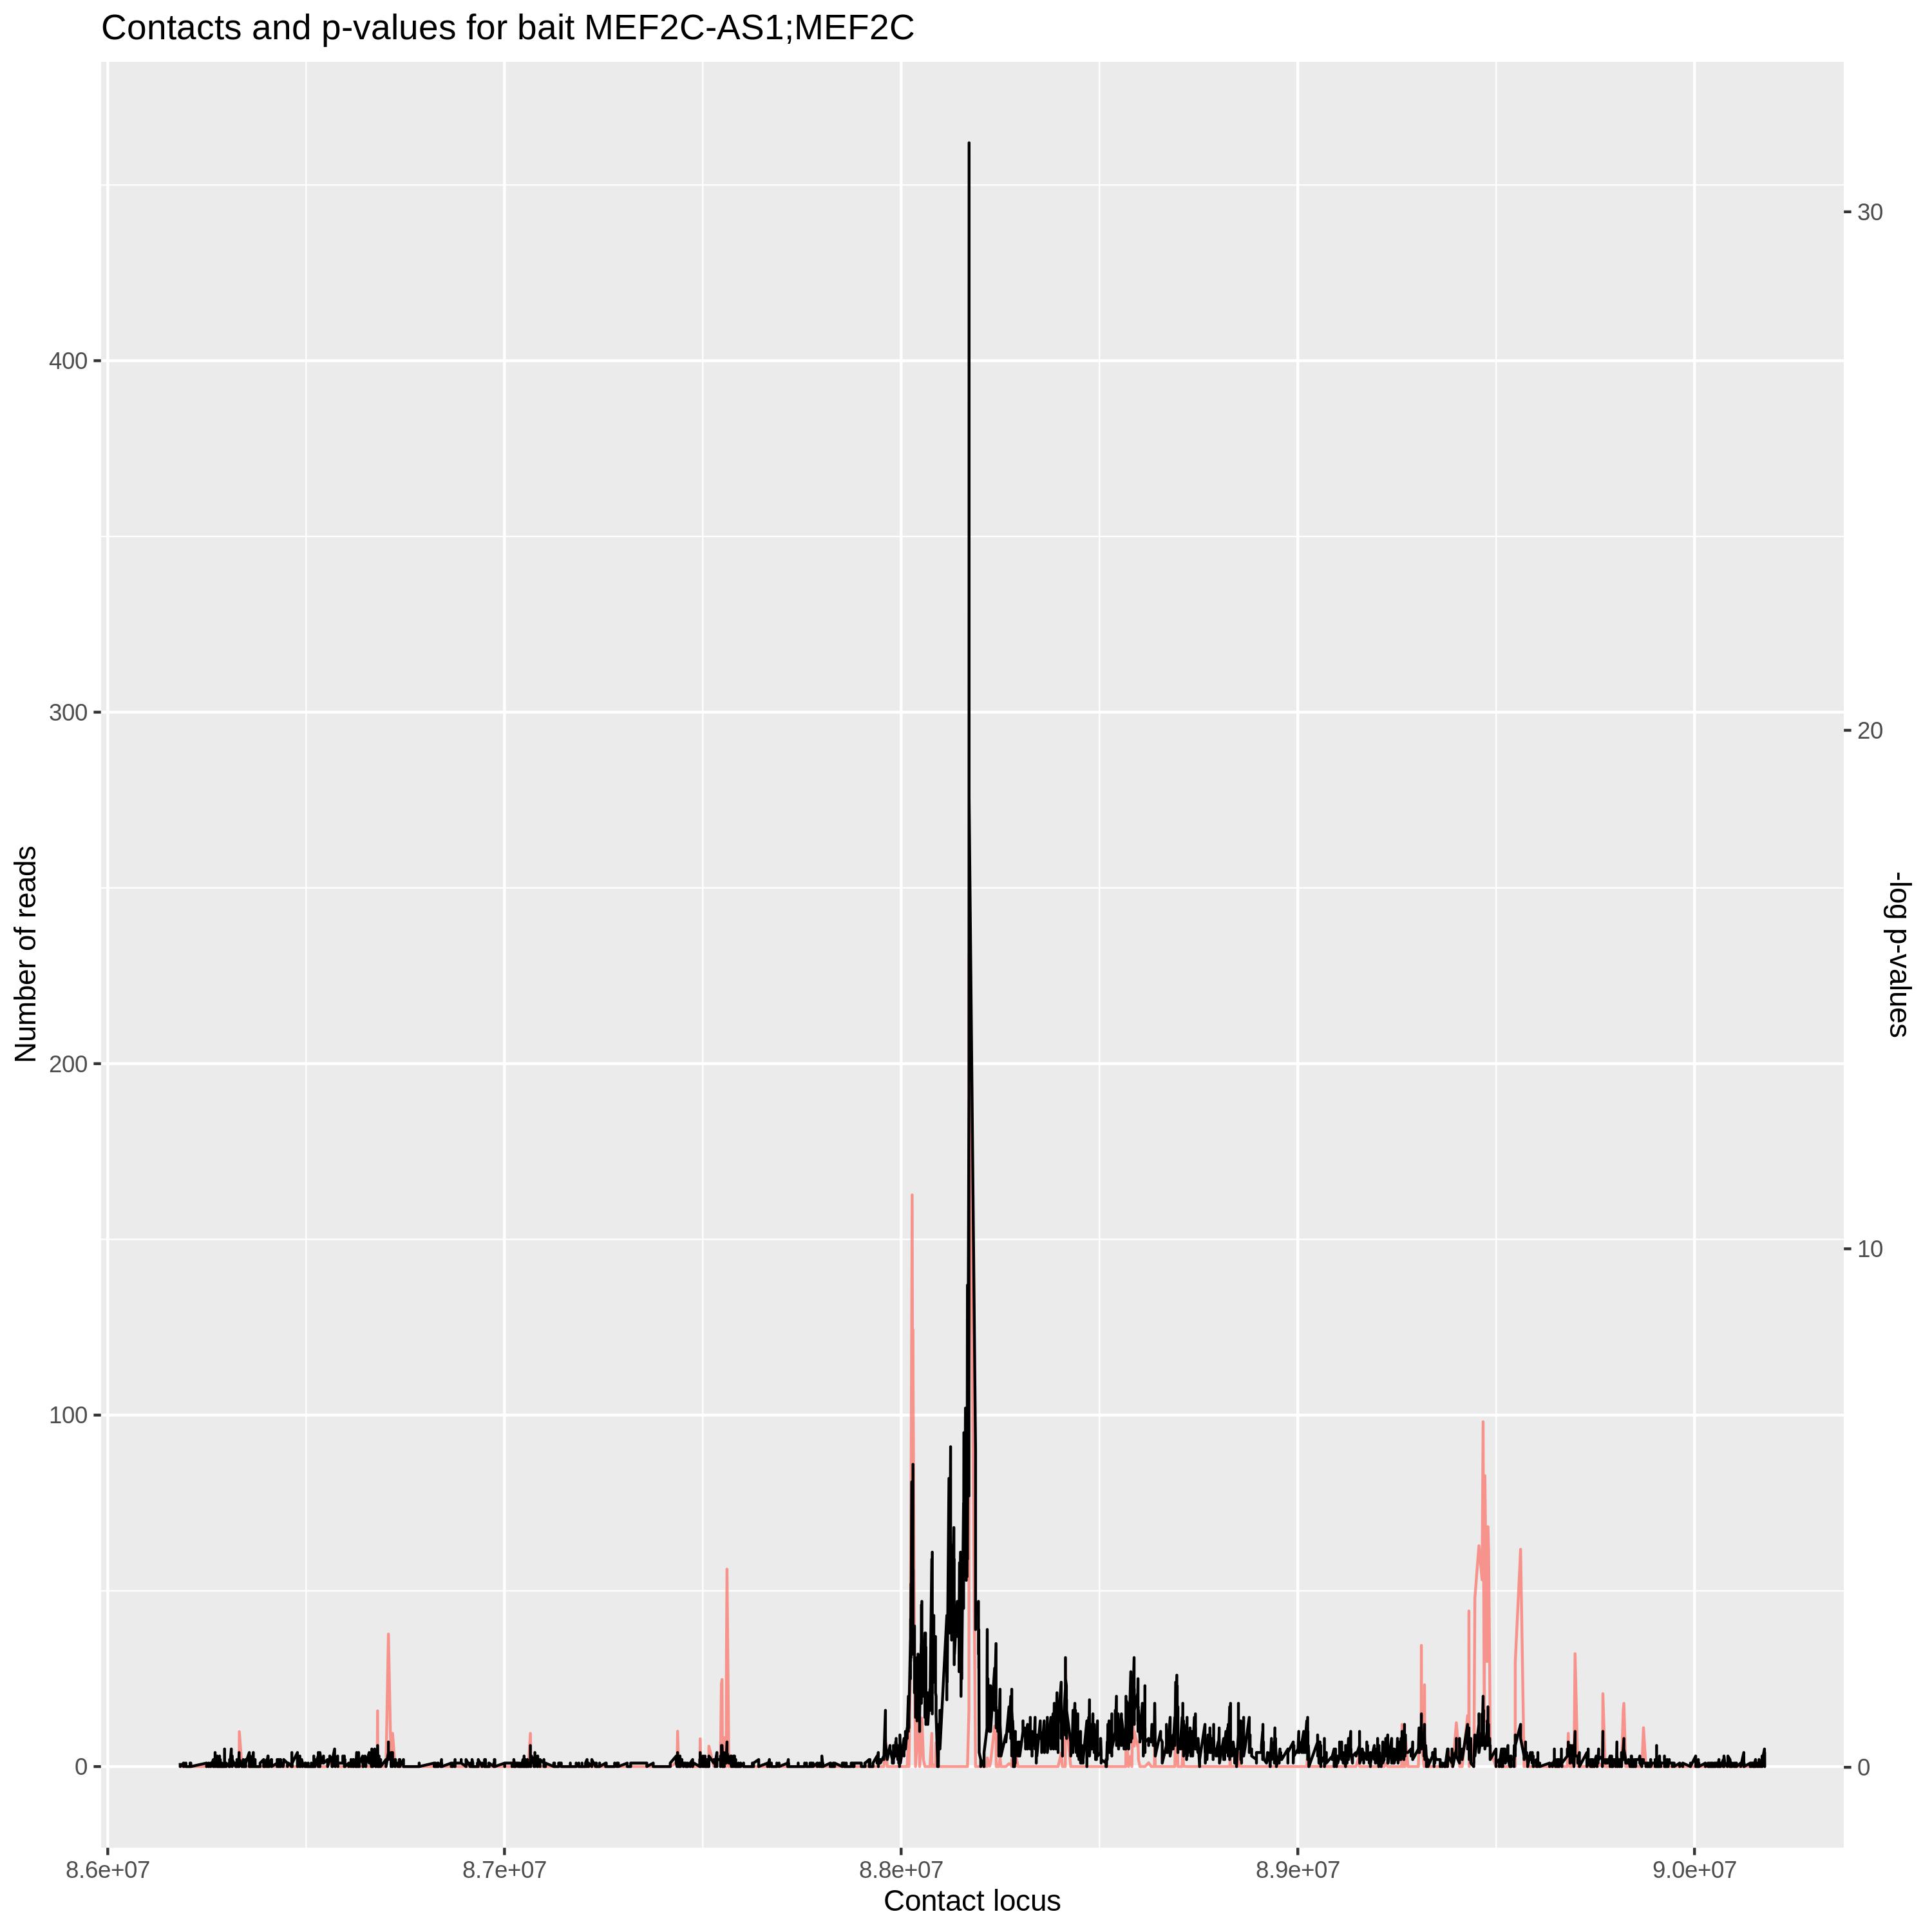 Contacts and p-values for bait MEF2C-AS1;MEF2C
400
300
200
100
0
Number of reads
30
20
10
0
-log p-values
8.6e+07
8.7e+07
8.8e+07
8.9e+07
9.0e+07
Contact locus